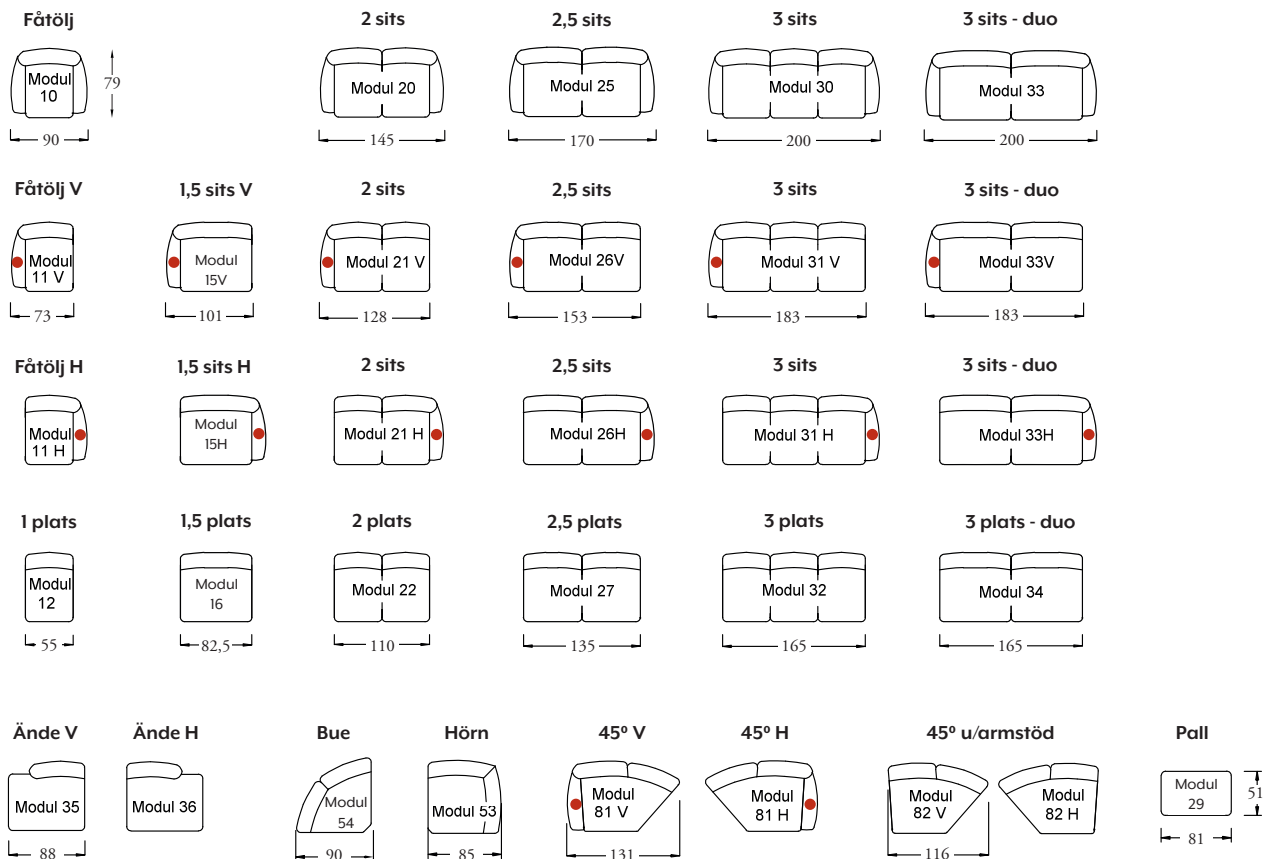 Fåtölj
2 sits
2,5 sits
3 sits
3 sits - duo
Modul
10
79
Modul 20
Modul 25
Modul 30
Modul 33
90
145
170
200
200
Fåtölj V
1,5 sits V
2 sits
2,5 sits
3 sits
3 sits - duo
Modul
11 V
Modul
15V
Modul 21 V
Modul 26V
Modul 31 V
Modul 33V
73
101
128
153
183
183
Fåtölj H
1,5 sits H
2 sits
2,5 sits
3 sits
3 sits - duo
Modul
11 H
Modul
15H
Modul 21 H
Modul 26H
Modul 31 H
Modul 33H
1 plats
1,5 plats
2 plats
2,5 plats
3 plats
3 plats - duo
Modul
12
Modul
16
Modul 22
Modul 27
Modul 32
Modul 34
55
82,5
110
135
165
165
Ände V
Ände H
Bue
Hörn
45º V
45º H
45º u/armstöd
Pall
Modul 35
Modul 36
Modul
54
Modul 53
Modul
81 V
Modul
81 H
Modul
82 V
Modul
82 H
Modul
29
51
88
90
85
131
116
81